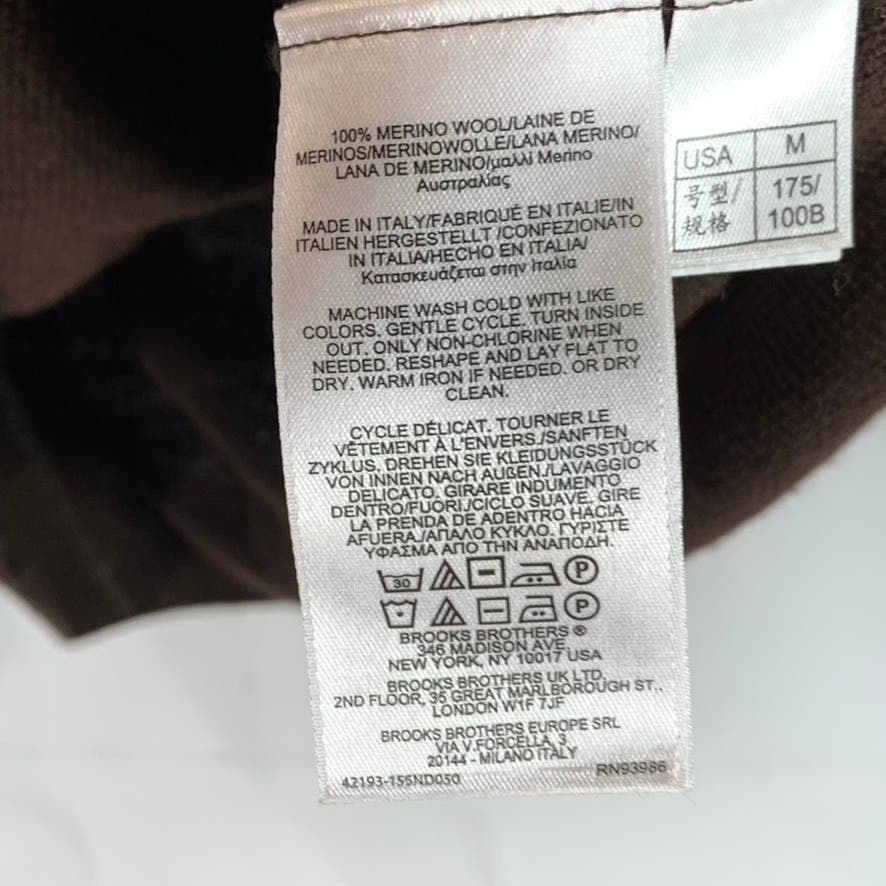 100% MERINO WOOL/LAINE DE
MERINOS/MERINOWOLLE/LANA MERINO/
LANA DE MERINO/μαλλί Merino
Αυστραλίας
MADE IN ITALY/FABRIQUÉ EN ITALIE/IN
ITALIEN HERGESTELLT /CONFEZIONATO
IN ITALIA/HECHO EN ITALIA/
Κατασκευάζεται στην Ιταλία
MACHINE WASH COLD WITH LIKE
COLORS. GENTLE CYCLE. TURN INSIDE
OUT. ONLY NON-CHLORINE WHEN
NEEDED. RESHAPE AND LAY FLAT TO
DRY. WARM IRON IF NEEDED. OR DRY
CLEAN.
CYCLE DÉLICAT. TOURNER LE
VÊTEMENT À L'ENVERS./SANFTEN
ZYKLUS. DREHEN SIE KLEIDUNGSSTÜCK
VON INNEN NACH AUßEN./LAVAGGIO
DELICATO. GIRARE INDUMENTO
DENTRO/FUORI./CICLO SUAVE. GIRE
LA PRENDA DE ADENTRO HACIA
AFUERA./ΑΠΑΛΟ ΚΥΚΛΟ. ΓΥΡΙΣΤΕ
ΥΦΑΣΜΑ ΑΠΟ ΤΗΝ ΑΝΑΠΟΔΗ.
30 P
P
BROOKS BROTHERS ®
346 MADISON AVE.
NEW YORK, NY 10017 USA
BROOKS BROTHERS UK LTD.
2ND FLOOR, 35 GREAT MARLBOROUGH ST.,
LONDON W1F 7JF
BROOKS BROTHERS EUROPE SRL
VIA V.FORCELLA, 3
20144 - MILANO ITALY
42193-155ND050 RN93986
USA M
号型/ 175/
规格 100B